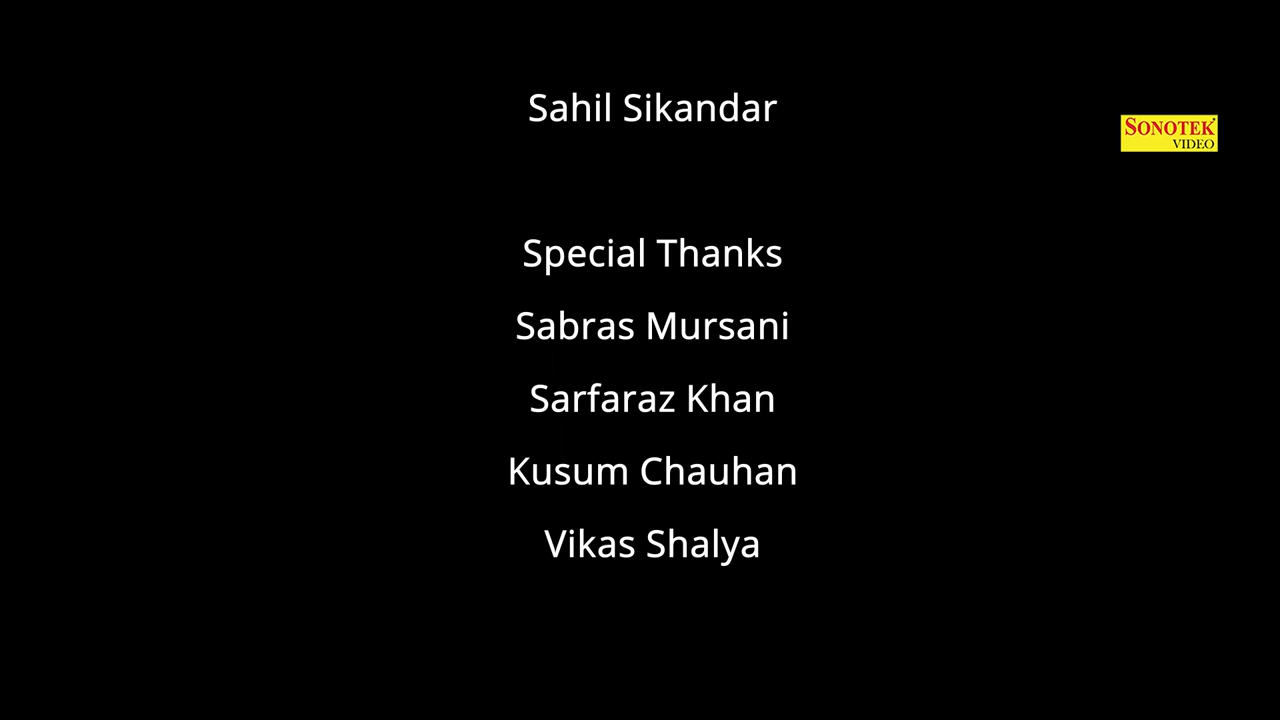 Sahil Sikandar
SONOTEK
VIDEO
Special Thanks
Sabras Mursani
Sarfaraz Khan
Kusum Chauhan
Vikas Shalya